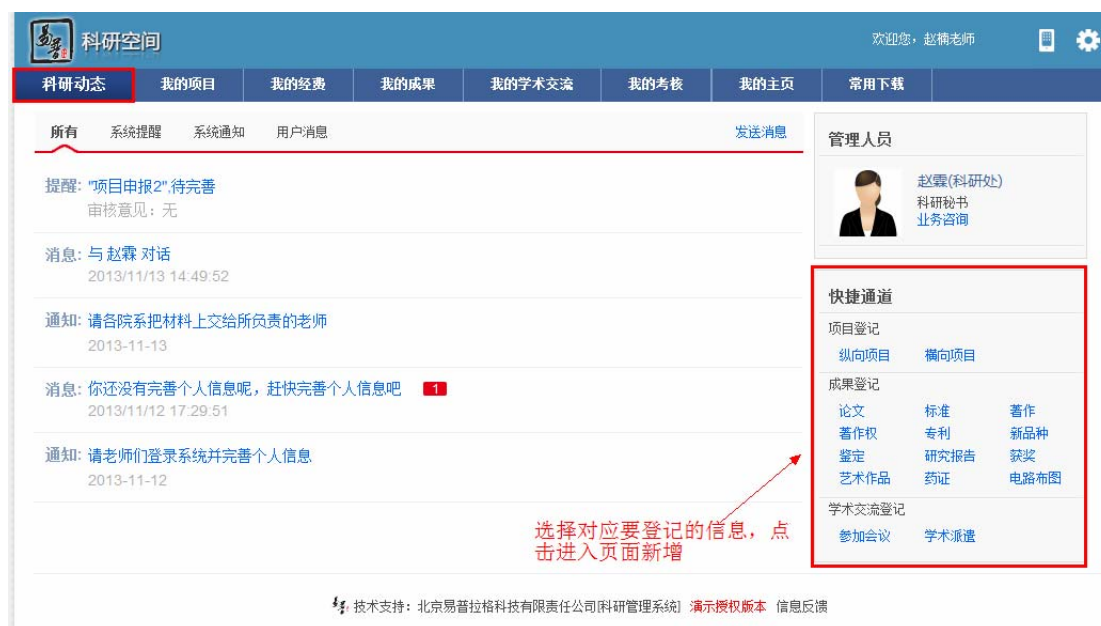 易普 科研空间
欢迎您，赵楠老师
科研动态 我的项目 我的经费 我的成果 我的学术交流 我的考核 我的主页 常用下载
所有 系统提醒 系统通知 用户消息 发送消息
提醒: "项目申报2",待完善
审核意见：无
消息: 与 赵霖 对话
2013/11/13 14:49:52
通知: 请各院系把材料上交给所负责的老师
2013-11-13
消息: 你还没有完善个人信息呢，赶快完善个人信息吧 1
2013/11/12 17:29:51
通知: 请老师们登录系统并完善个人信息
2013-11-12
选择对应要登记的信息，点
击进入页面新增
管理人员
赵霖(科研处)
科研秘书
业务咨询
快捷通道
项目登记
纵向项目 横向项目
成果登记
论文 标准 著作
著作权 专利 新品种
鉴定 研究报告 获奖
艺术作品 药证 电路布图
学术交流登记
参加会议 学术派遣
技术支持：北京易普拉格科技有限责任公司[科研管理系统] 演示授权版本 信息反馈